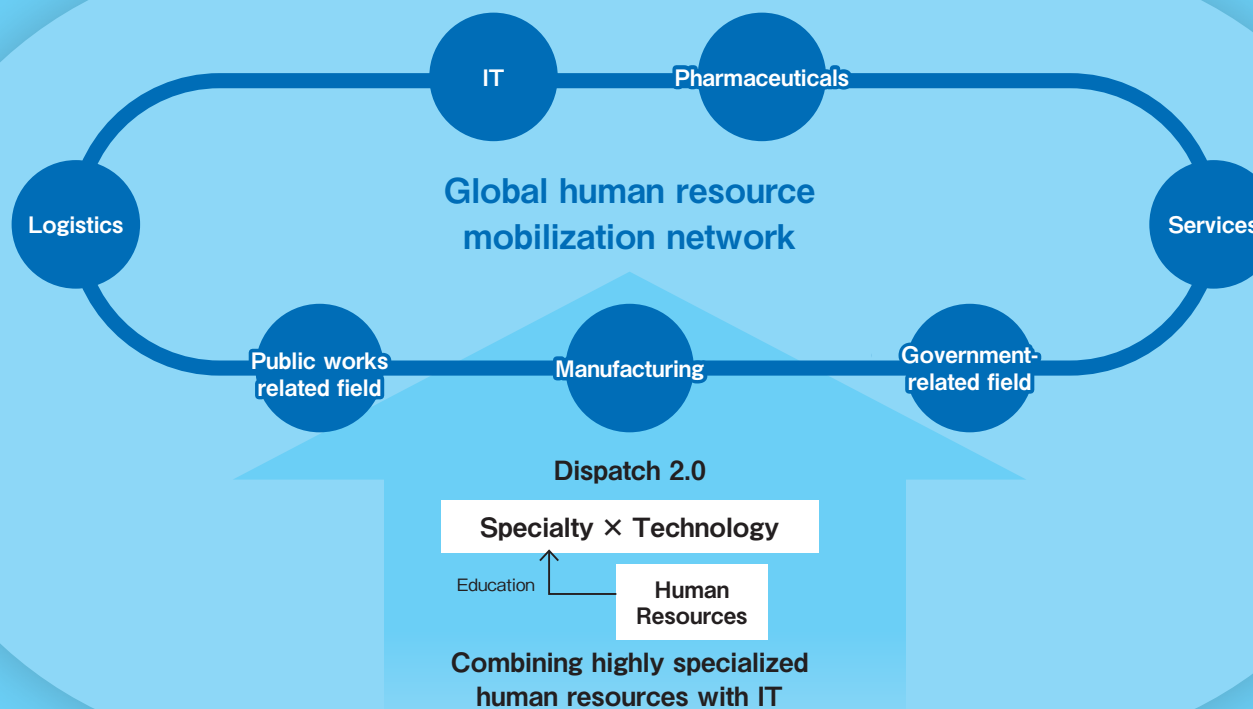 IT
Pharmaceuticals
Global human resource
mobilization network
Logistics
Services
Public works
related field
Manufacturing
Government-
related field
Dispatch 2.0
Specialty × Technology
Education
Human
Resources
Combining highly specialized
human resources with IT